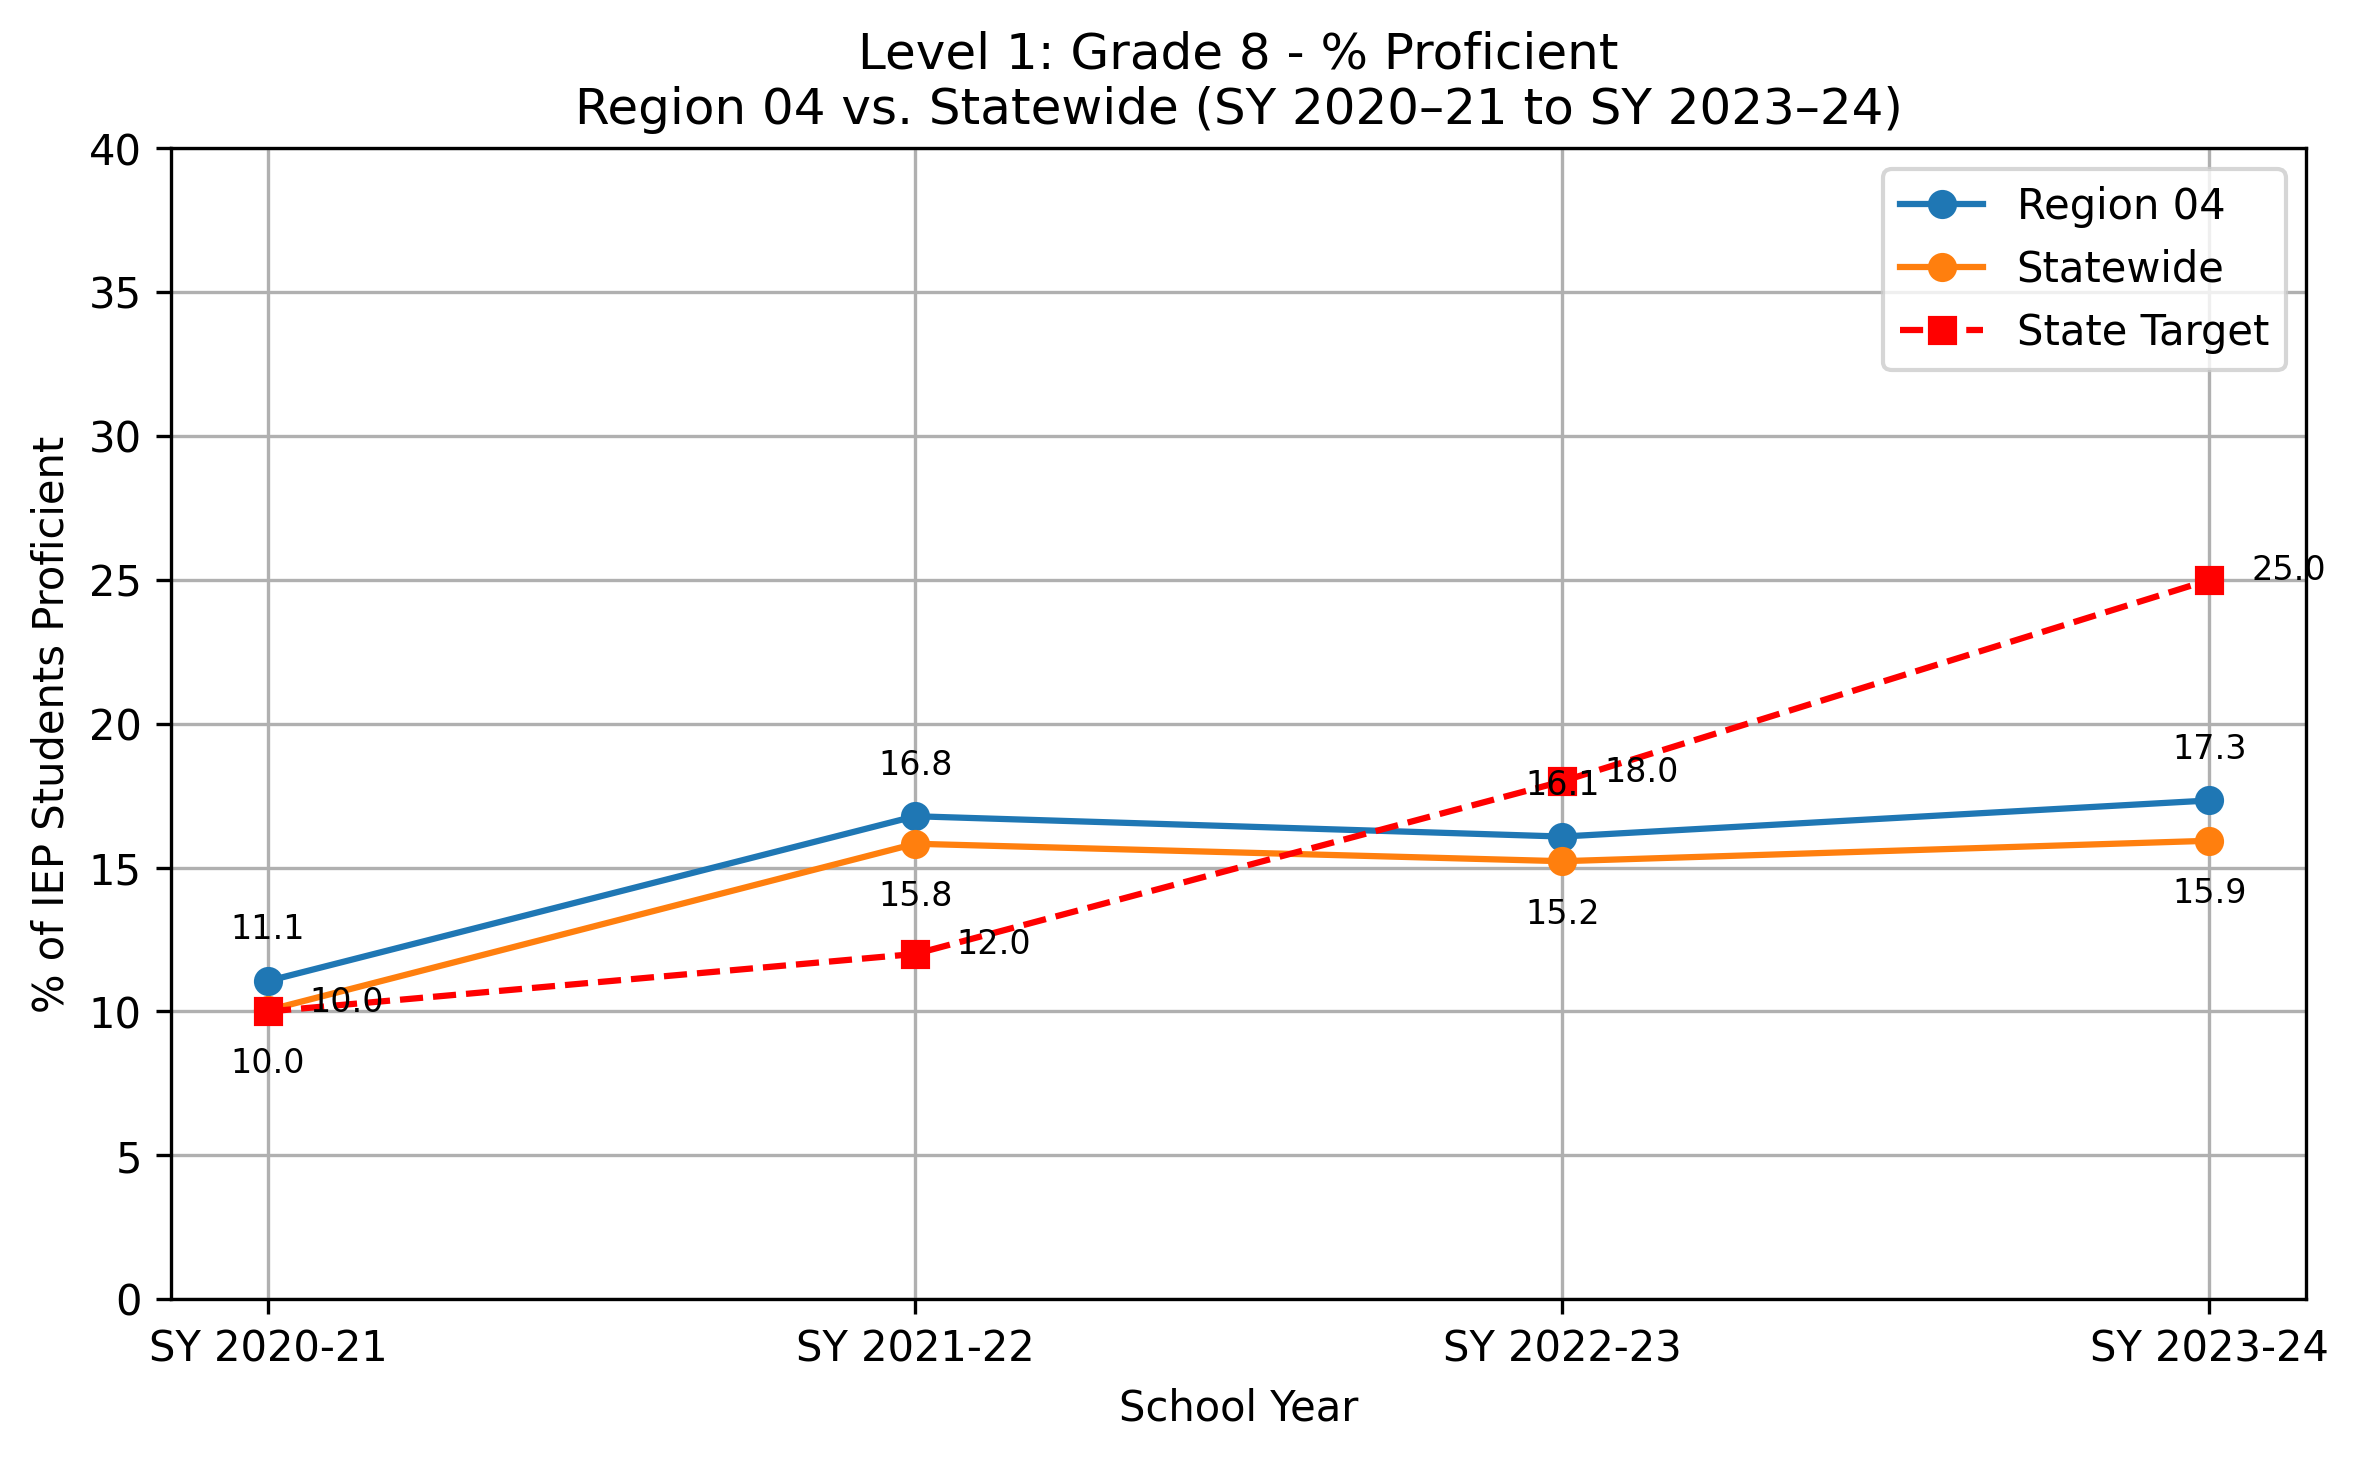 Level 1: Grade 8 - % Proficient
Region 04 vs. Statewide (SY 2020–21 to SY 2023–24)
% of IEP Students Proficient
40
35
30
25
20
15
10
5
0
Region 04
Statewide
State Target
11.1
10.0
10.0
16.8
15.8
12.0
16.1
18.0
15.2
25.0
17.3
15.9
SY 2020-21
SY 2021-22
SY 2022-23
SY 2023-24
School Year